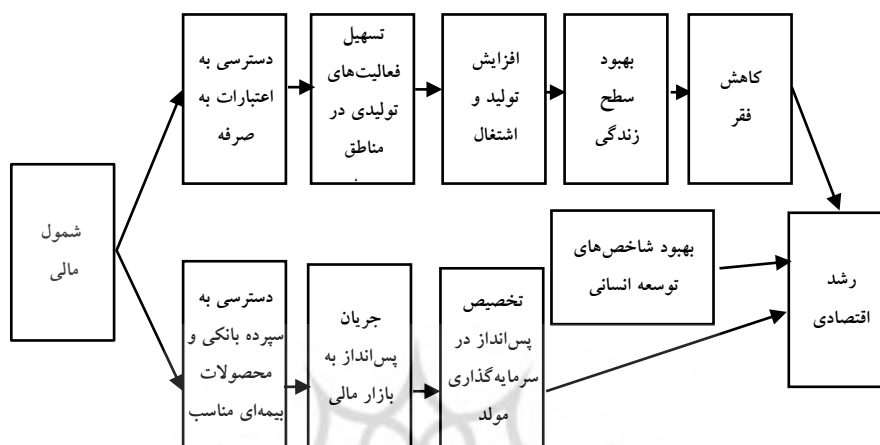 شمول
مالی
دسترسی به
اعتبارات به
صرفه
تسهیل
فعالیت‌های
تولیدی در
مناطق
افزایش
تولید و
اشتغال
بهبود
سطح
زندگی
کاهش
فقر
دسترسی به
سپرده بانکی و
محصولات
بیمه‌ای مناسب
جریان
پس‌انداز به
بازار مالی
تخصیص
پس‌انداز در
سرمایه‌گذاری
مولد
بهبود شاخص‌های
توسعه انسانی
رشد
اقتصادی